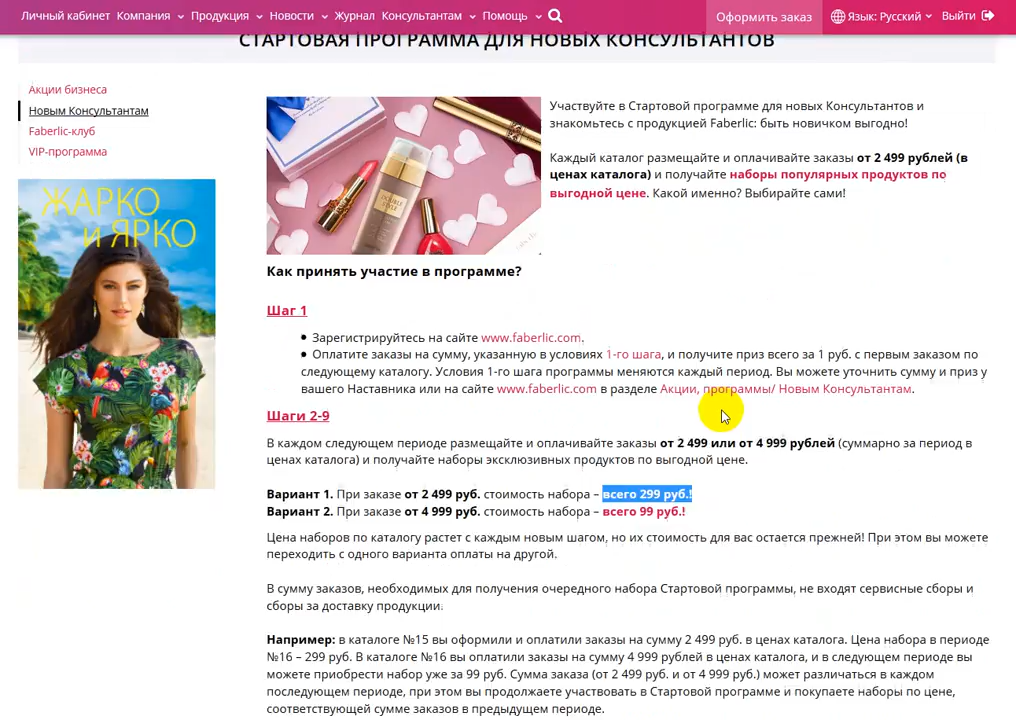 Личный кабинет Компания Продукция Новости Журнал Консультантам Помощь Оформить заказ Язык: Русский Выйти
СТАРТОВАЯ ПРОГРАММА ДЛЯ НОВЫХ КОНСУЛЬТАНТОВ
Акции бизнеса
Новым Консультантам
Faberlic-клуб
VIP-программа
ЖАРКО
и ЯРКО
Участвуйте в Стартовой программе для новых Консультантов и
знакомьтесь с продукцией Faberlic: быть новичком выгодно!
Каждый каталог размещайте и оплачивайте заказы от 2 499 рублей (в
ценах каталога) и получайте наборы популярных продуктов по
выгодной цене. Какой именно? Выбирайте сами!
Как принять участие в программе?
Шаг 1
• Зарегистрируйтесь на сайте www.faberlic.com.
• Оплатите заказы на сумму, указанную в условиях 1-го шага, и получите приз всего за 1 руб. с первым заказом по
следующему каталогу. Условия 1-го шага программы меняются каждый период. Вы можете уточнить сумму и приз у
вашего Наставника или на сайте www.faberlic.com в разделе Акции, программы/ Новым Консультантам.
Шаги 2-9
В каждом следующем периоде размещайте и оплачивайте заказы от 2 499 или от 4 999 рублей (суммарно за период в
ценах каталога) и получайте наборы эксклюзивных продуктов по выгодной цене.
Вариант 1. При заказе от 2 499 руб. стоимость набора – всего 299 руб.!
Вариант 2. При заказе от 4 999 руб. стоимость набора – всего 99 руб.!
Цена наборов по каталогу растет с каждым новым шагом, но их стоимость для вас остается прежней! При этом вы можете
переходить с одного варианта оплаты на другой.
В сумму заказов, необходимых для получения очередного набора Стартовой программы, не входят сервисные сборы и
сборы за доставку продукции.
Например: в каталоге №15 вы оформили и оплатили заказы на сумму 2 499 руб. в ценах каталога. Цена набора в периоде
№16 – 299 руб. В каталоге №16 вы оплатили заказы на сумму 4 999 рублей в ценах каталога, и в следующем периоде вы
можете приобрести набор уже за 99 руб. Сумма заказа (от 2 499 руб. и от 4 999 руб.) может различаться в каждом
последующем периоде, при этом вы продолжаете участвовать в Стартовой программе и покупаете наборы по цене,
соответствующей сумме заказов в предыдущем периоде.